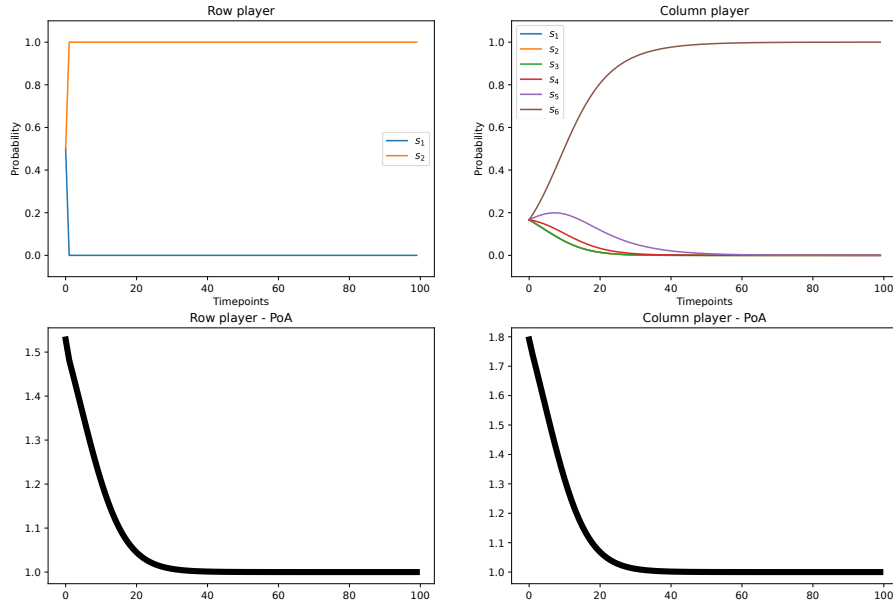 Row player
Probability
1.0
0.8
0.6
0.4
0.2
0.0
s1
s2
0 20 40 60 80 100
Timepoints
Column player
Probability
1.0
0.8
0.6
0.4
0.2
0.0
s1
s2
s3
s4
s5
s6
0 20 40 60 80 100
Timepoints
Row player - PoA
1.5
1.4
1.3
1.2
1.1
1.0
0 20 40 60 80 100
Column player - PoA
1.8
1.7
1.6
1.5
1.4
1.3
1.2
1.1
1.0
0 20 40 60 80 100